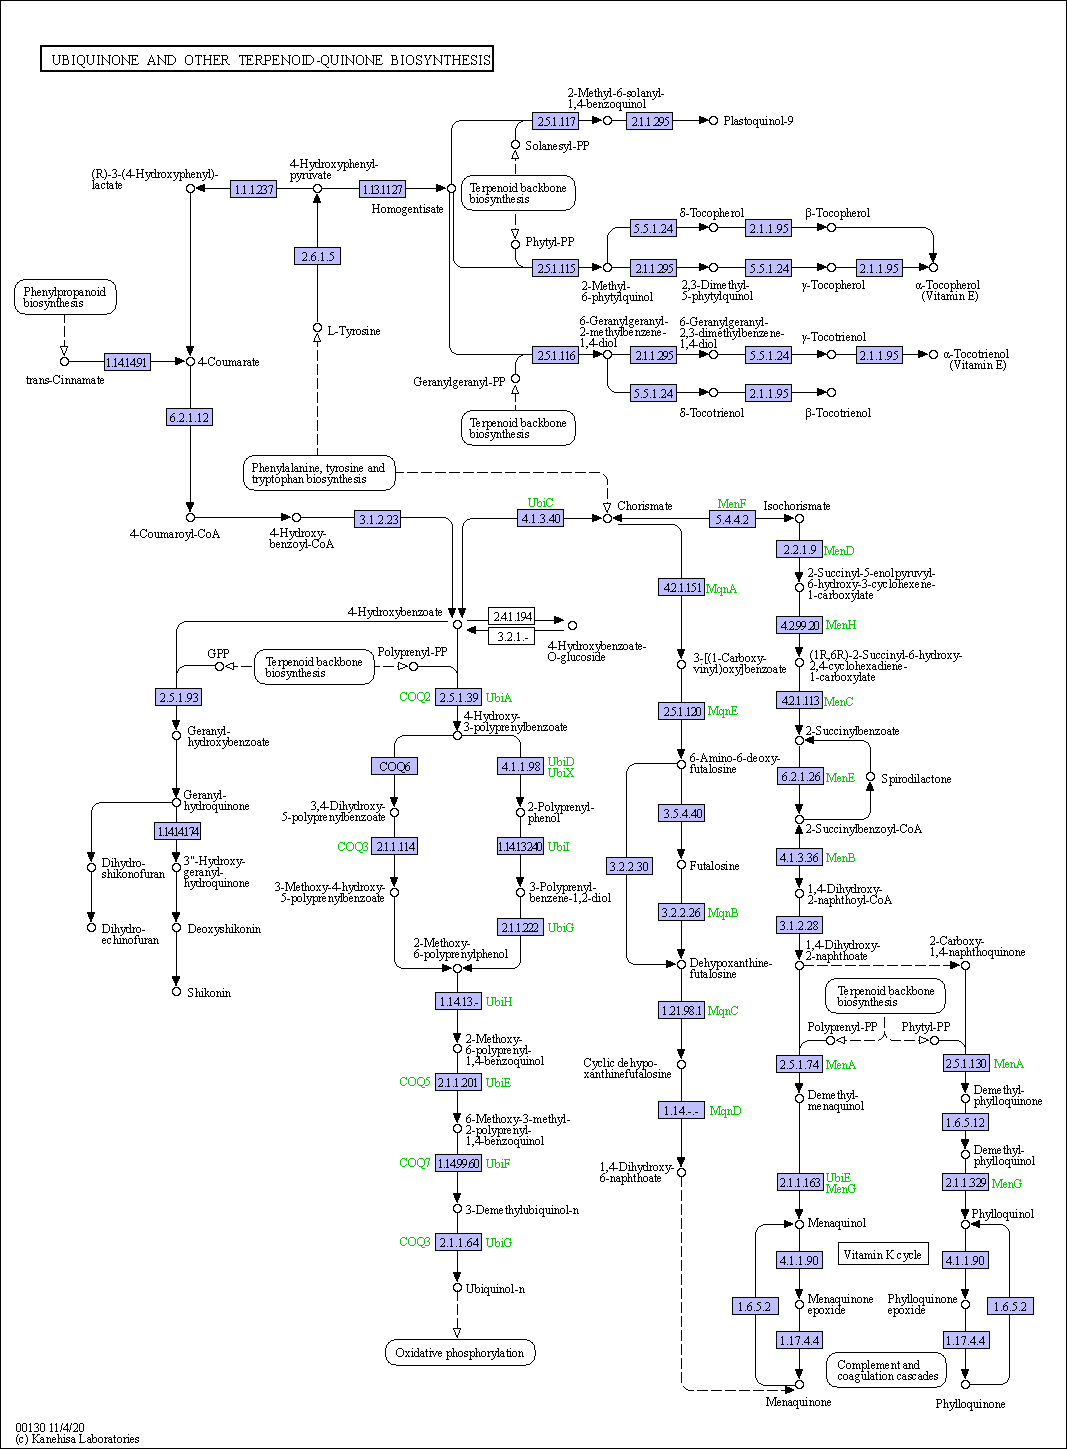 UBIQUINONE AND OTHER TERPENOID-QUINONE BIOSYNTHESIS
2-Methyl-6-solanyl-
1,4-benzoquinol
2.5.1.117
2.1.1.295
Plastoquinol-9
Solanesyl-PP
(R)-3-(4-Hydroxyphenyl)-
lactate
1.1.1.237
4-Hydroxyphenyl-
pyruvate
1.13.11.27
Homogentisate
Terpenoid backbone
biosynthesis
Phytyl-PP
2.6.1.5
2.5.1.115
2-Methyl-
6-phytylquinol
δ-Tocopherol
β-Tocopherol
5.5.1.24
2.1.1.95
2.1.1.295
2,3-Dimethyl-
5-phytylquinol
5.5.1.24
γ-Tocopherol
2.1.1.95
α-Tocopherol
(Vitamin E)
Phenylpropanoid
biosynthesis
L-Tyrosine
trans-Cinnamate
1.14.14.91
4-Coumarate
6-Geranylgeranyl-
2-methylbenzene-
1,4-diol
6-Geranylgeranyl-
2,3-dimethylbenzene-
1,4-diol
γ-Tocotrienol
2.5.1.116
2.1.1.295
5.5.1.24
2.1.1.95
α-Tocotrienol
(Vitamin E)
Geranylgeranyl-PP
5.5.1.24
2.1.1.95
δ-Tocotrienol
β-Tocotrienol
Terpenoid backbone
biosynthesis
6.2.1.12
Phenylalanine, tyrosine and
tryptophan biosynthesis
4-Coumaroyl-CoA
4-Hydroxy-
benzoyl-CoA
3.1.2.23
UbiC
4.1.3.40
Chorismate
MenF
5.4.4.2
Isochorismate
2.2.1.9
MenD
2-Succinyl-5-enolpyruvyl-
6-hydroxy-3-cyclohexene-
1-carboxylate
4.2.1.151
MqnA
4.2.99.20
MenH
4-Hydroxybenzoate
2.4.1.194
3.2.1.-
4-Hydroxybenzoate-
O-glucoside
3-[(1-Carboxy-
vinyl)oxy]benzoate
(1R,6R)-2-Succinyl-6-hydroxy-
2,4-cyclohexadiene-
1-carboxylate
GPP
Terpenoid backbone
biosynthesis
Polyprenyl-PP
2.5.1.93
COQ2
2.5.1.39
UbiA
2.5.1.120
MqnE
4.2.1.113
MenC
Geranyl-
hydroxybenzoate
4-Hydroxy-
3-polyprenylbenzoate
2-Succinylbenzoate
COQ6
4.1.1.98
UbiD
UbiX
6-Amino-6-deoxy-
futalosine
6.2.1.26
MenE
Spirodilactone
Geranyl-
hydroquinone
3,4-Dihydroxy-
5-polyprenylbenzoate
2-Polyprenyl-
phenol
3.5.4.40
2-Succinylbenzoyl-CoA
1.14.14.174
COQ3
2.1.1.114
1.14.13.240
UbiI
3.2.2.30
Futalosine
4.1.3.36
MenB
Dihydro-
shikonofuran
3"-Hydroxy-
geranyl-
hydroquinone
3-Methoxy-4-hydroxy-
5-polyprenylbenzoate
3-Polyprenyl-
benzene-1,2-diol
3.2.2.26
MqnB
1,4-Dihydroxy-
2-naphthoyl-CoA
Dihydro-
echinofuran
Deoxyshikonin
2.1.1.222
UbiG
3.1.2.28
2-Methoxy-
6-polyprenylphenol
Dehypoxanthine-
futalosine
1,4-Dihydroxy-
2-naphthoate
2-Carboxy-
1,4-naphthoquinone
Shikonin
1.14.13.-
UbiH
1.21.98.1
MqnC
Terpenoid backbone
biosynthesis
Polyprenyl-PP
Phytyl-PP
2-Methoxy-
6-polyprenyl-
1,4-benzoquinol
Cyclic dehypo-
xanthinefutalosine
2.5.1.74
MenA
2.5.1.130
MenA
COQ5
2.1.1.201
UbiE
Demethyl-
menaquinol
Demethyl-
phylloquinone
6-Methoxy-3-methyl-
2-polyprenyl-
1,4-benzoquinol
1.14.-.-
MqnD
1.6.5.12
Demethyl-
phylloquinol
COQ7
1.14.99.60
UbiF
1,4-Dihydroxy-
6-naphthoate
2.1.1.163
UbiE
MenG
2.1.1.329
MenG
3-Demethylubiquinol-n
Menaquinol
Phylloquinol
COQ3
2.1.1.64
UbiG
Vitamin K cycle
4.1.1.90
4.1.1.90
Ubiquinol-n
1.6.5.2
Menaquinone
epoxide
Phylloquinone
epoxide
1.6.5.2
1.17.4.4
1.17.4.4
Oxidative phosphorylation
Complement and
coagulation cascades
Menaquinone
Phylloquinone
00130 11/4/20
(c) Kanehisa Laboratories